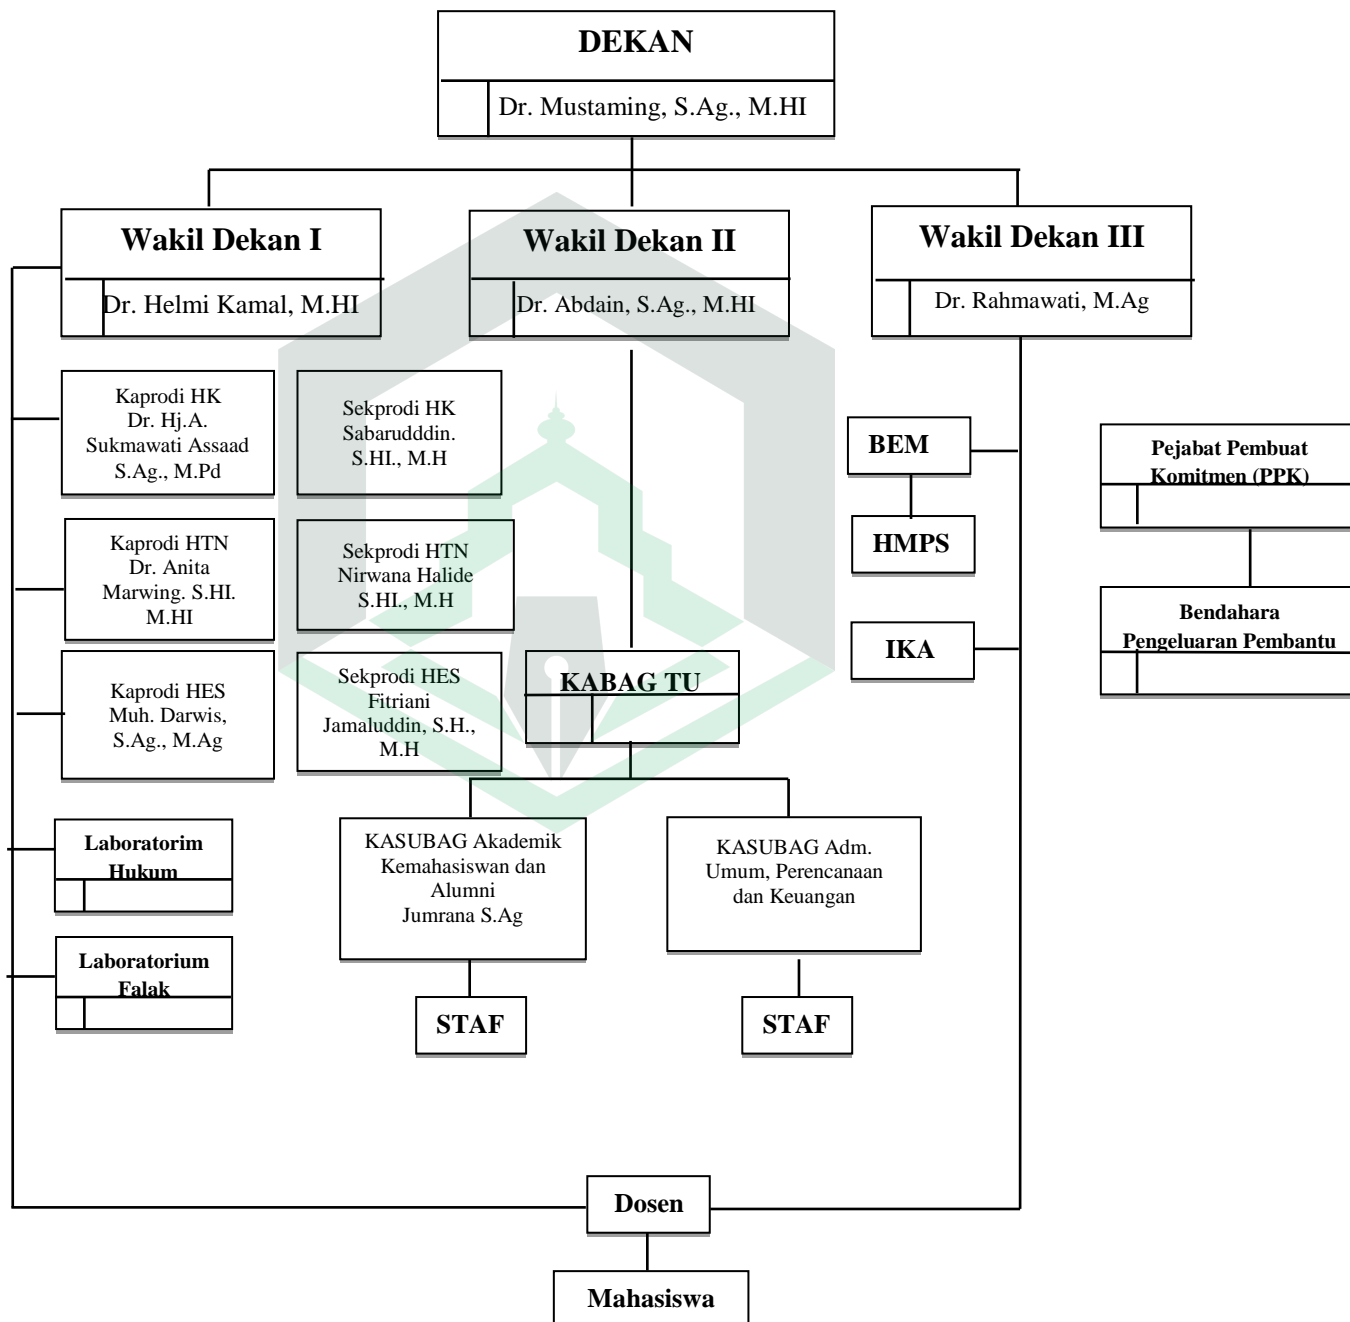 DEKAN
Dr. Mustaming, S.Ag., M.HI
Wakil Dekan I
Dr. Helmi Kamal, M.HI
Wakil Dekan II
Dr. Abdain, S.Ag., M.HI
Wakil Dekan III
Dr. Rahmawati, M.Ag
Kaprodi HK
Dr. Hj.A.
Sukmawati Assaad
S.Ag., M.Pd
Sekprodi HK
Sabarudddin.
S.HI., M.H
BEM
Pejabat Pembuat
Komitmen (PPK)
Kaprodi HTN
Dr. Anita
Marwing. S.HI.
M.HI
Sekprodi HTN
Nirwana Halide
S.HI., M.H
HMPS
Bendahara
Pengeluaran Pembantu
IKA
Kaprodi HES
Muh. Darwis,
S.Ag., M.Ag
Sekprodi HES
Fitriani
Jamaluddin, S.H.,
M.H
KABAG TU
Laboratorim
Hukum
KASUBAG Akademik
Kemahasiswan dan
Alumni
Jumrana S.Ag
KASUBAG Adm.
Umum, Perencanaan
dan Keuangan
Laboratorium
Falak
STAF
STAF
Dosen
Mahasiswa